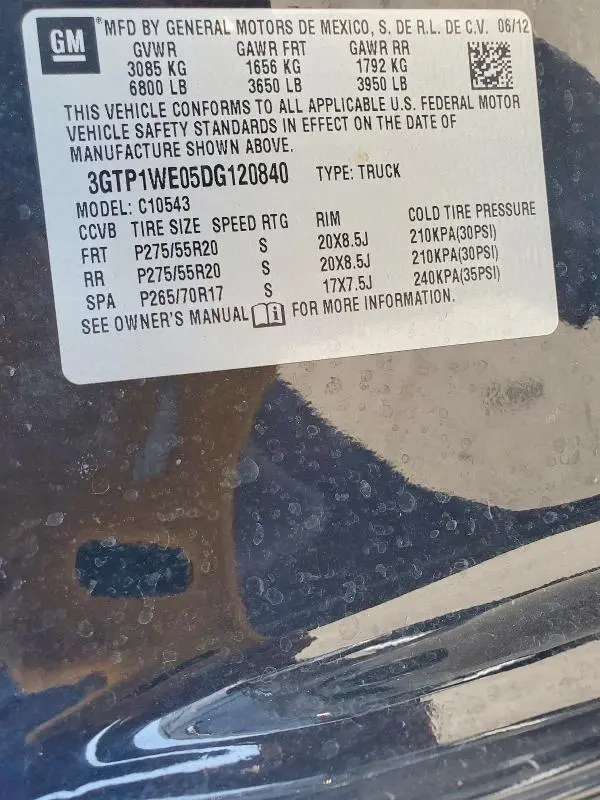 GM
®MFD BY GENERAL MOTORS DE MEXICO, S. DE R.L. DE C.V. 06/12
GVWR GAWR FRT GAWR RR
3085 KG 1656 KG 1792 KG
6800 LB 3650 LB 3950 LB
THIS VEHICLE CONFORMS TO ALL APPLICABLE U.S. FEDERAL MOTOR
VEHICLE SAFETY STANDARDS IN EFFECT ON THE DATE OF
MANUFACTURE SHOWN ABOVE.
3GTP1WE05DG120840 TYPE: TRUCK
MODEL: C10543
CCVB TIRE SIZE SPEED RTG RIM COLD TIRE PRESSURE
FRT P275/55R20 S 20X8.5J 210KPA(30PSI)
RR P275/55R20 S 20X8.5J 210KPA(30PSI)
SPA P265/70R17 S 17X7.5J 240KPA(35PSI)
SEE OWNER'S MANUAL FOR MORE INFORMATION.